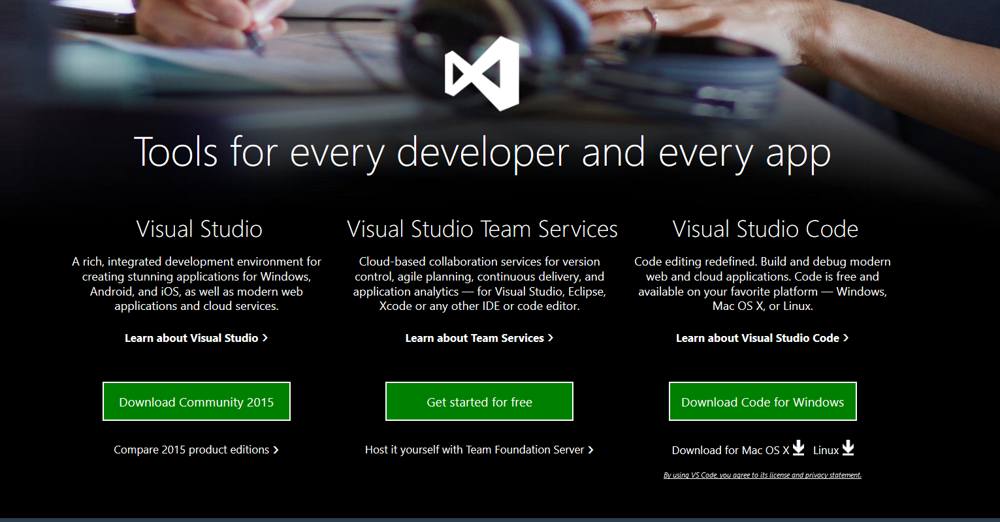 Tools for every developer and every app
Visual Studio
A rich, integrated development environment for
creating stunning applications for Windows,
Android, and iOS, as well as modern web
applications and cloud services.
Learn about Visual Studio >
Download Community 2015
Compare 2015 product editions >
Visual Studio Team Services
Cloud-based collaboration services for version
control, agile planning, continuous delivery, and
application analytics — for Visual Studio, Eclipse,
Xcode or any other IDE or code editor.
Learn about Team Services >
Get started for free
Host it yourself with Team Foundation Server >
Visual Studio Code
Code editing redefined. Build and debug modern
web and cloud applications. Code is free and
available on your favorite platform — Windows,
Mac OS X, or Linux.
Learn about Visual Studio Code >
Download Code for Windows
Download for Mac OS X Linux
By using VS Code, you agree to its license and privacy statement.